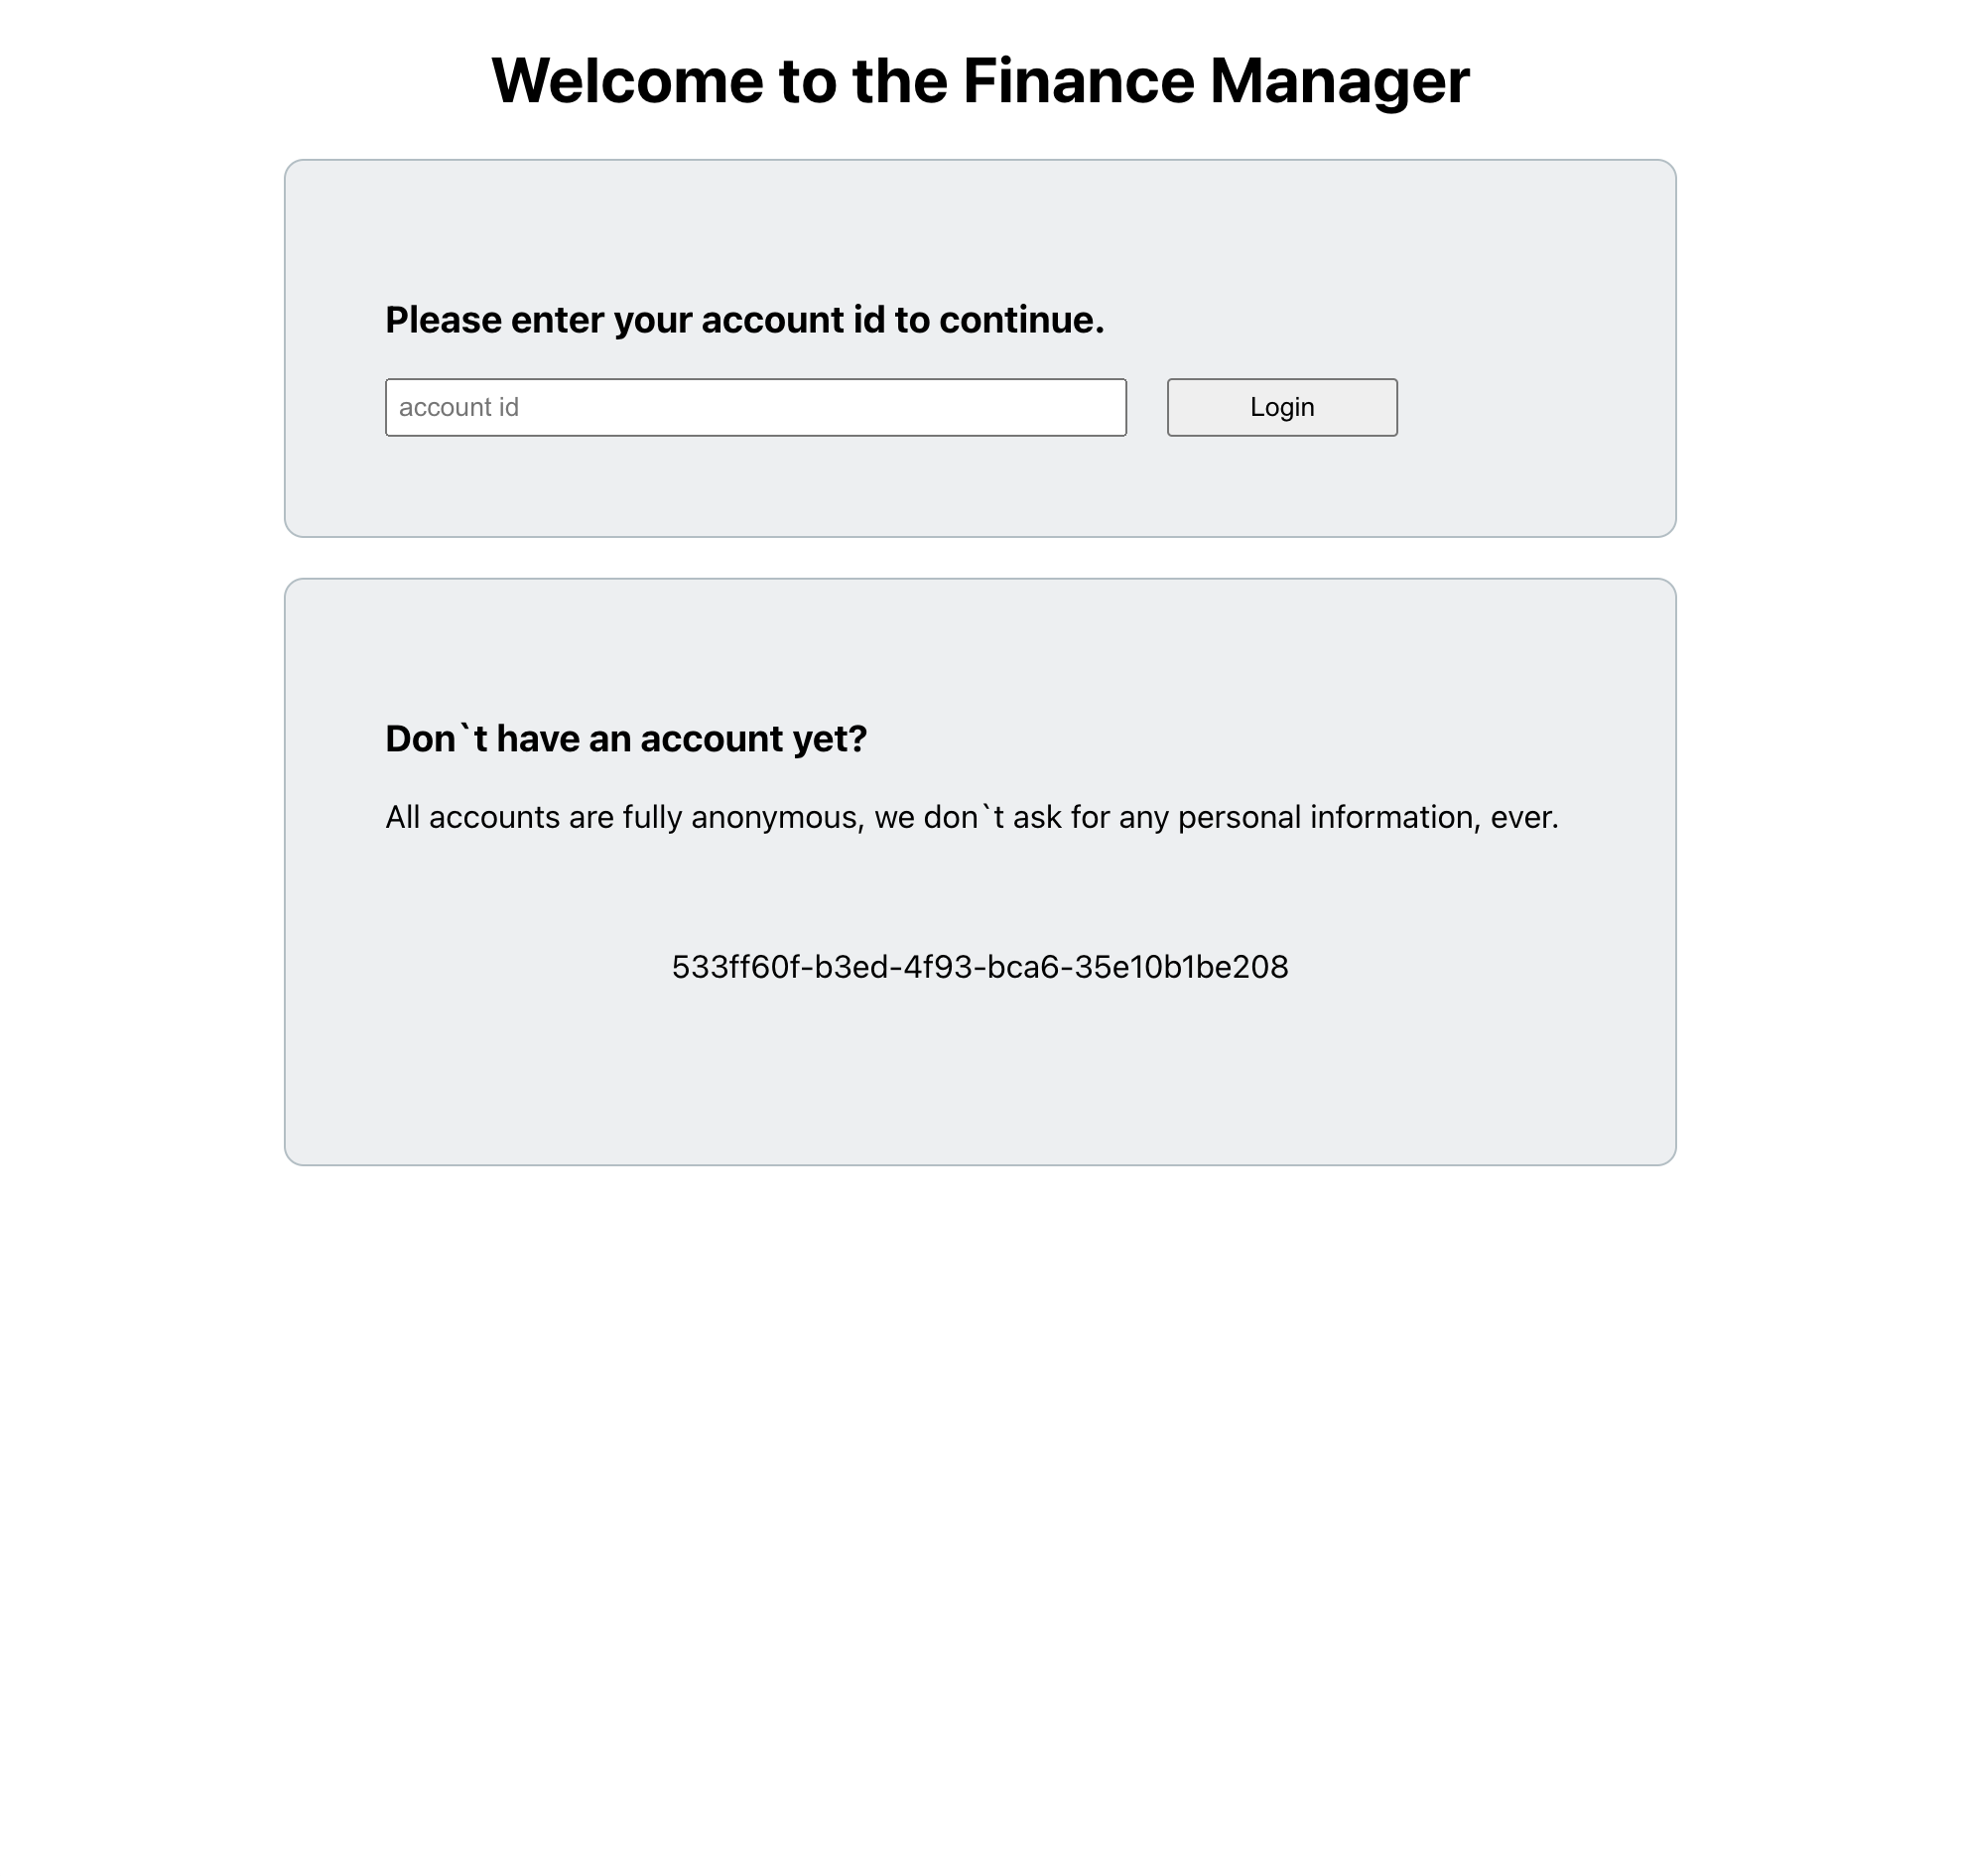 Welcome to the Finance Manager
Please enter your account id to continue.
account id
Login
Don`t have an account yet?
All accounts are fully anonymous, we don`t ask for any personal information, ever.
533ff60f-b3ed-4f93-bca6-35e10b1be208